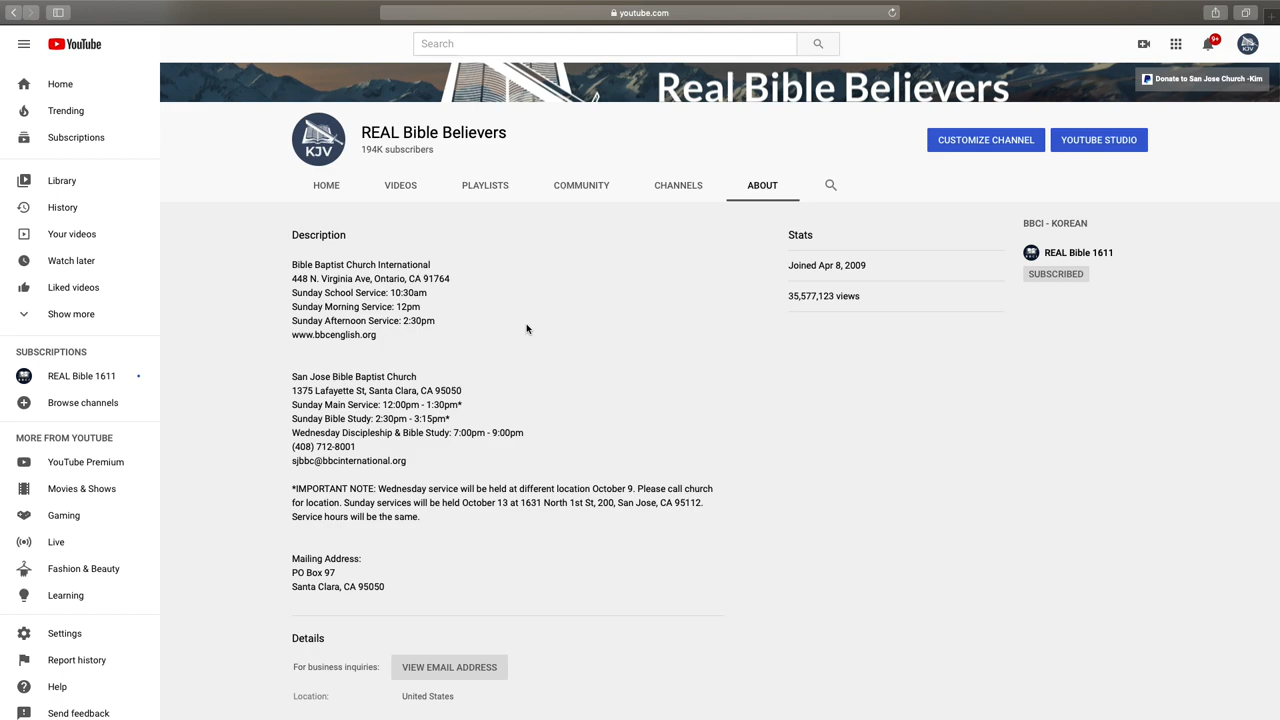 youtube.com
YouTube
Search
9+
KJV
Home
Trending
Subscriptions
Library
History
Your videos
Watch later
Liked videos
Show more
SUBSCRIPTIONS
REAL Bible 1611
Browse channels
MORE FROM YOUTUBE
YouTube Premium
Movies & Shows
Gaming
Live
Fashion & Beauty
Learning
Settings
Report history
Help
Send feedback
Real Bible Believers
Donate to San Jose Church -Kim
KJV
REAL Bible Believers
194K subscribers
CUSTOMIZE CHANNEL
YOUTUBE STUDIO
HOME VIDEOS PLAYLISTS COMMUNITY CHANNELS ABOUT
Description
Bible Baptist Church International
448 N. Virginia Ave, Ontario, CA 91764
Sunday School Service: 10:30am
Sunday Morning Service: 12pm
Sunday Afternoon Service: 2:30pm
www.bbcenglish.org
San Jose Bible Baptist Church
1375 Lafayette St, Santa Clara, CA 95050
Sunday Main Service: 12:00pm - 1:30pm*
Sunday Bible Study: 2:30pm - 3:15pm*
Wednesday Discipleship & Bible Study: 7:00pm - 9:00pm
(408) 712-8001
sjbbc@bbcinternational.org
*IMPORTANT NOTE: Wednesday service will be held at different location October 9. Please call church
for location. Sunday services will be held October 13 at 1631 North 1st St, 200, San Jose, CA 95112.
Service hours will be the same.
Mailing Address:
PO Box 97
Santa Clara, CA 95050
Details
For business inquiries: VIEW EMAIL ADDRESS
Location: United States
Stats
Joined Apr 8, 2009
35,577,123 views
BBCI - KOREAN
REAL Bible 1611
SUBSCRIBED